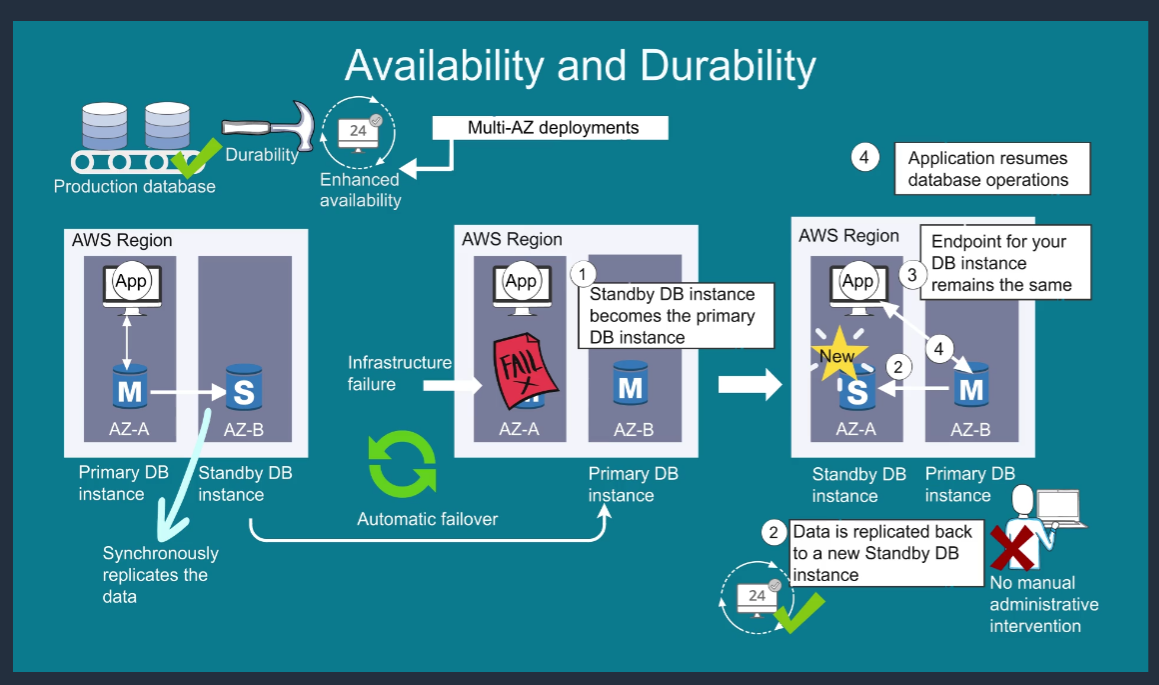 Availability and Durability
Production database
Durability
24
Enhanced
availability
Multi-AZ deployments
4
Application resumes
database operations
AWS Region
App
M
S
AZ-A
AZ-B
Primary DB
instance
Standby DB
instance
Synchronously
replicates the
data
Infrastructure
failure
Automatic failover
AWS Region
App
1
Standby DB instance
becomes the primary
DB instance
FAIL
X
M
M
AZ-A
AZ-B
Primary DB
instance
AWS Region
App
3
Endpoint for your
DB instance
remains the same
New
S
2
4
M
AZ-A
AZ-B
Standby DB
instance
Primary DB
instance
2
Data is replicated back
to a new Standby DB
instance
24
No manual
administrative
intervention